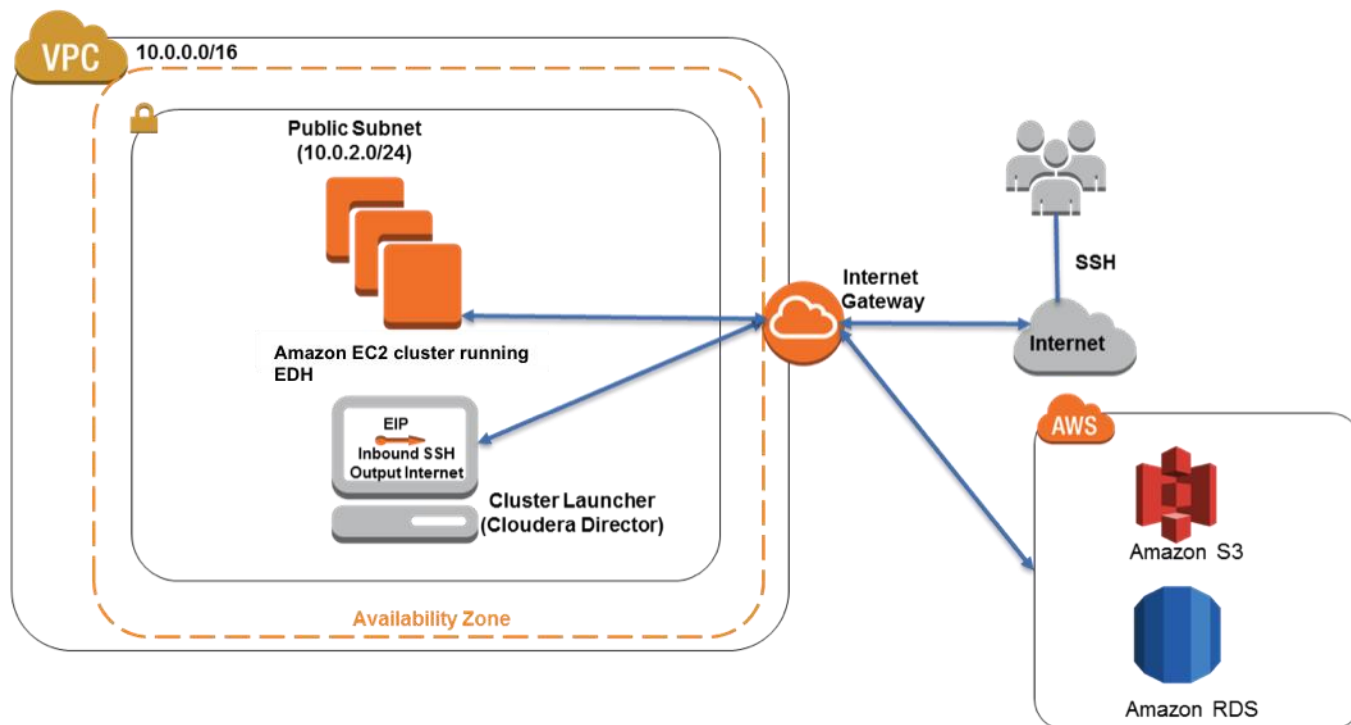 VPC
10.0.0.0/16
Public Subnet
(10.0.2.0/24)
Amazon EC2 cluster running
EDH
EIP
Inbound SSH
Output Internet
Cluster Launcher
(Cloudera Director)
Availability Zone
Internet
Gateway
SSH
Internet
AWS
Amazon S3
Amazon RDS